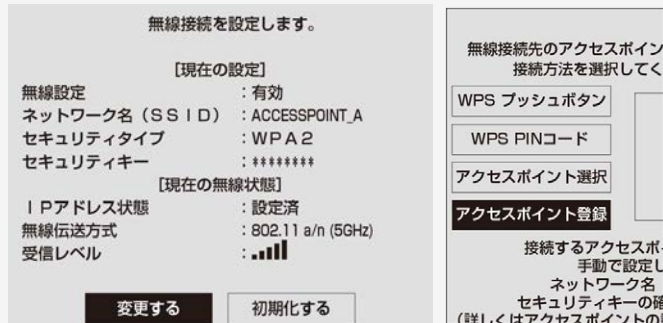 無線接続を設定します。
[現在の設定]
無線設定 : 有効
ネットワーク名（ＳＳＩＤ） : ACCESSPOINT_A
セキュリティタイプ : ＷＰＡ２
セキュリティキー : ********
[現在の無線状態]
ＩＰアドレス状態 : 設定済
無線伝送方式 : 802.11 a/n (5GHz)
受信レベル :
変更する 初期化する
無線接続先のアクセスポイン
接続方法を選択してく
WPS プッシュボタン
WPS PINコード
アクセスポイント選択
アクセスポイント登録
接続するアクセスポ
手動で設定し
ネットワーク名
セキュリティキーの確
(詳しくはアクセスポイントの